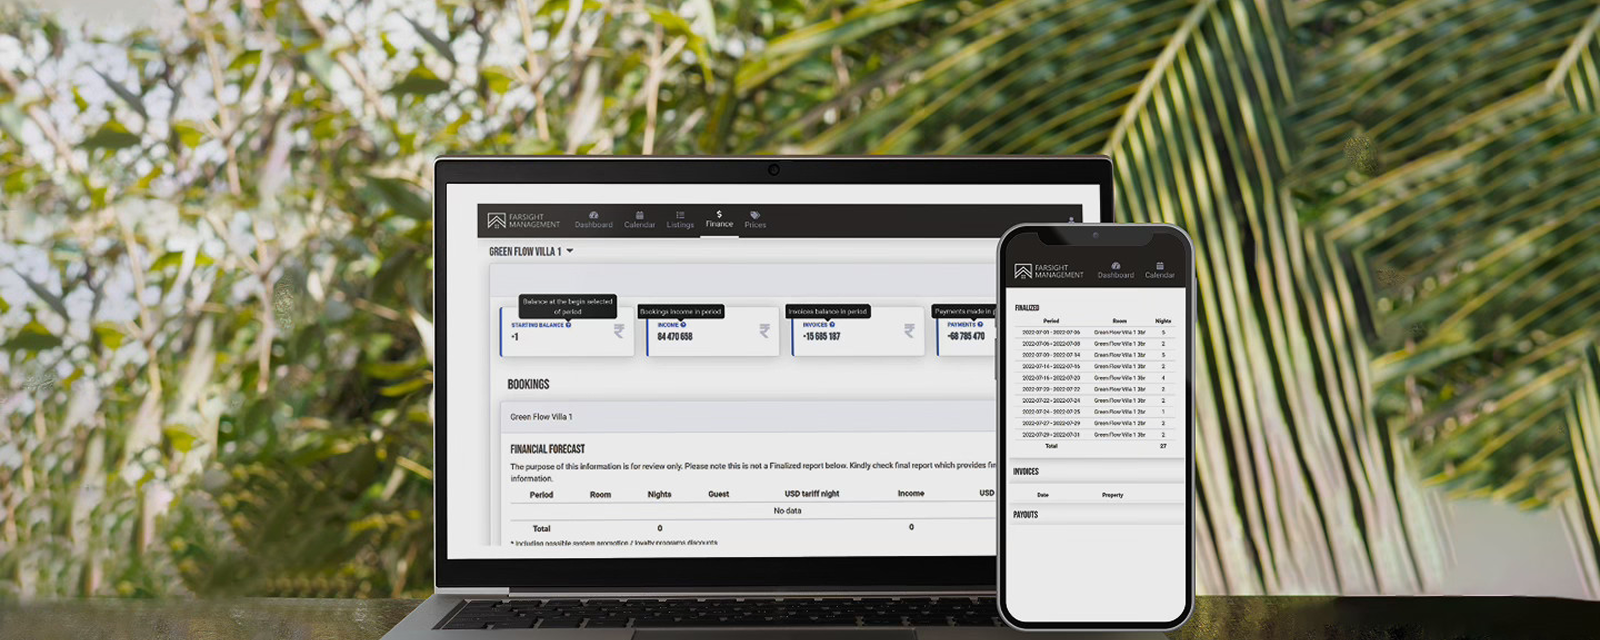 FARSIGHT
MANAGEMENT
Dashboard Calendar Listings Finance Prices
GREEN FLOW VILLA 1
Balance at the begin selected
of period
STARTING BALANCE
-1
Bookings income in period
INCOME
84 470 658
Invoices balance in period
INVOICES
-15 685 187
Payments made in p
PAYMENTS
-68 785 470
BOOKINGS
Green Flow Villa 1
FINANCIAL FORECAST
The purpose of this information is for review only. Please note this is not a Finalized report below. Kindly check final report which provides fin
information.
Period Room Nights Guest USD tariff night Income USD
No data
Total 0 0
* Including possible system promotion / loyalty programs discounts
FARSIGHT
MANAGEMENT
Dashboard Calendar
FINALIZED
Period Room Nights
2022-07-01 - 2022-07-06 Green Flow Villa 1 3br 5
2022-07-06 - 2022-07-08 Green Flow Villa 1 3br 2
2022-07-09 - 2022-07-14 Green Flow Villa 1 3br 5
2022-07-14 - 2022-07-16 Green Flow Villa 1 3br 2
2022-07-16 - 2022-07-20 Green Flow Villa 1 3br 4
2022-07-20 - 2022-07-22 Green Flow Villa 1 3br 2
2022-07-22 - 2022-07-24 Green Flow Villa 1 3br 2
2022-07-24 - 2022-07-25 Green Flow Villa 1 2br 1
2022-07-27 - 2022-07-29 Green Flow Villa 1 2br 2
2022-07-29 - 2022-07-31 Green Flow Villa 1 3br 2
Total 27
INVOICES
Date Property
PAYOUTS